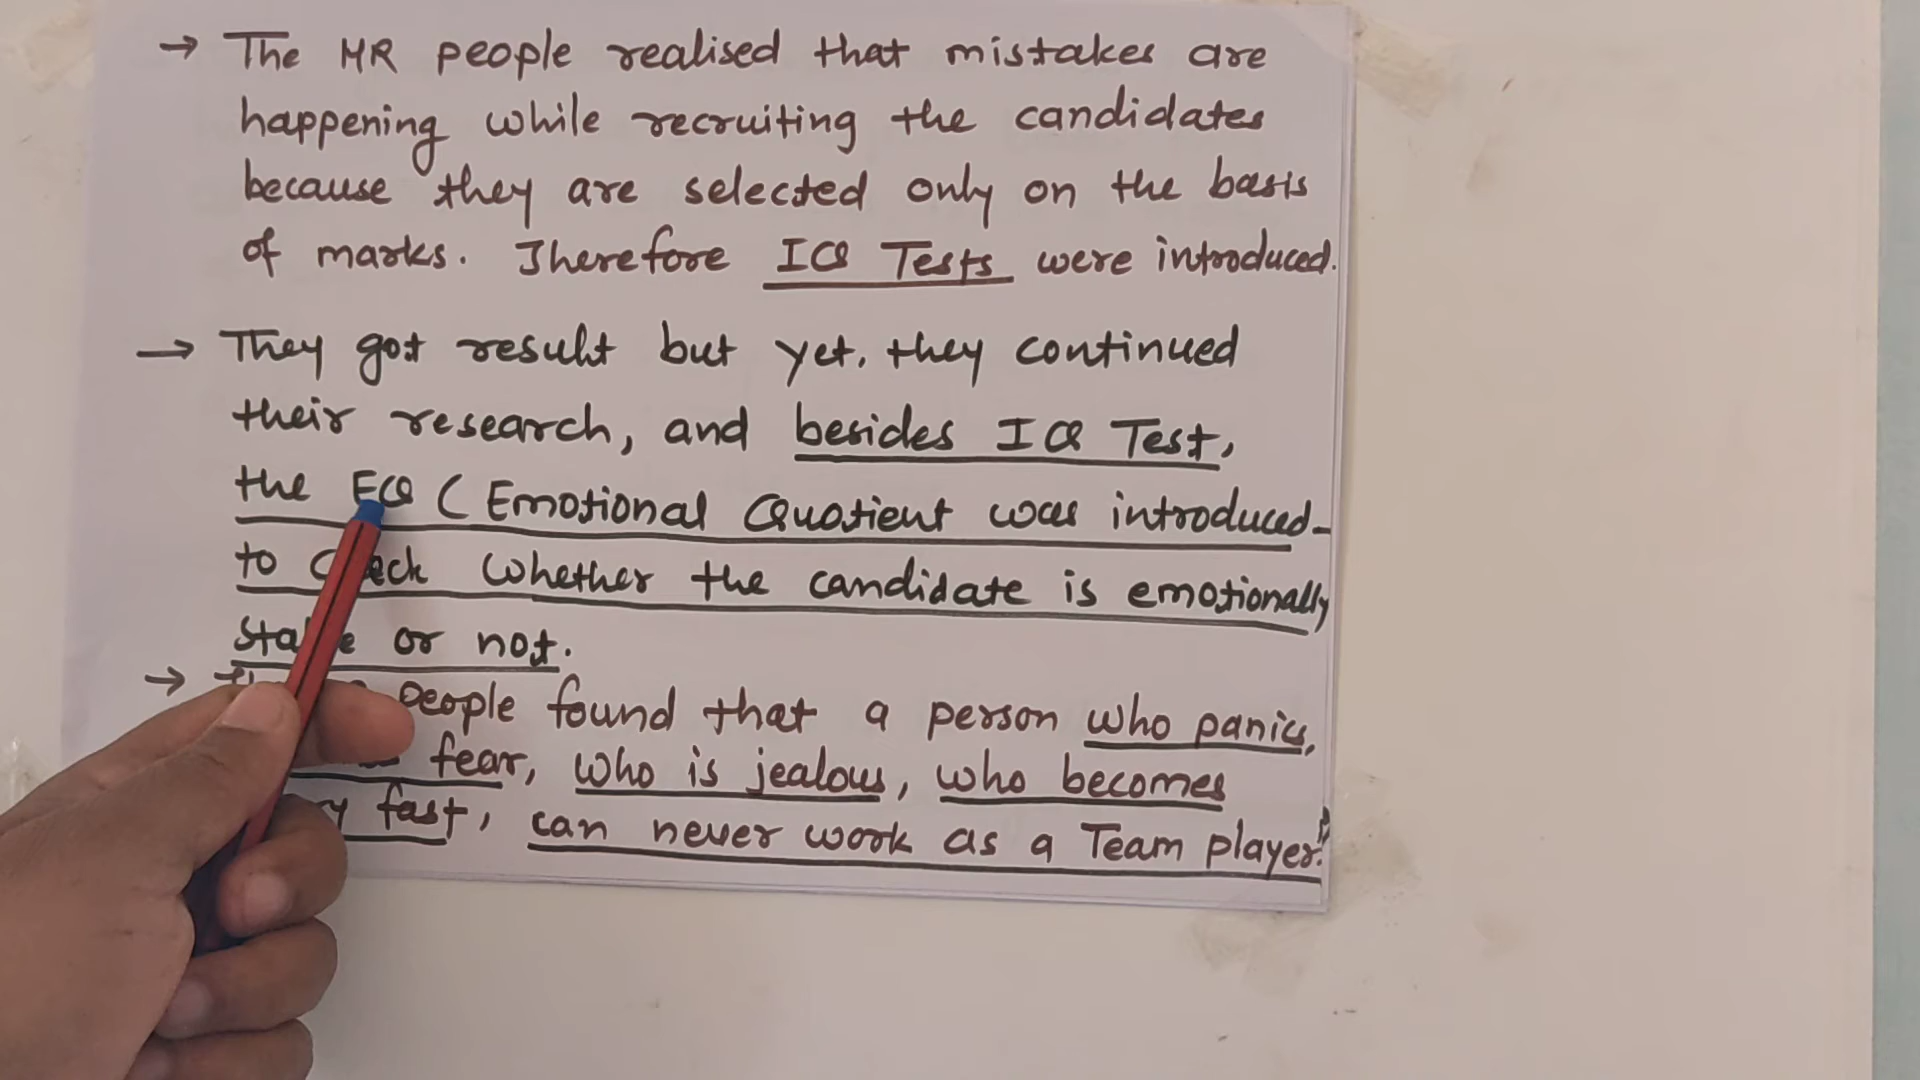 → The HR people realised that mistakes are
happening while recruiting the candidates
because they are selected only on the basis
of marks. Therefore IQ Tests were introduced.
→ They got result but yet, they continued
their research, and besides IQ Test,
the EQ (Emotional Quotient was introduced-
to check whether the candidate is emotionally
stable or not.
→ people found that a person who panics,
fear, who is jealous, who becomes
fast, can never work as a Team player.